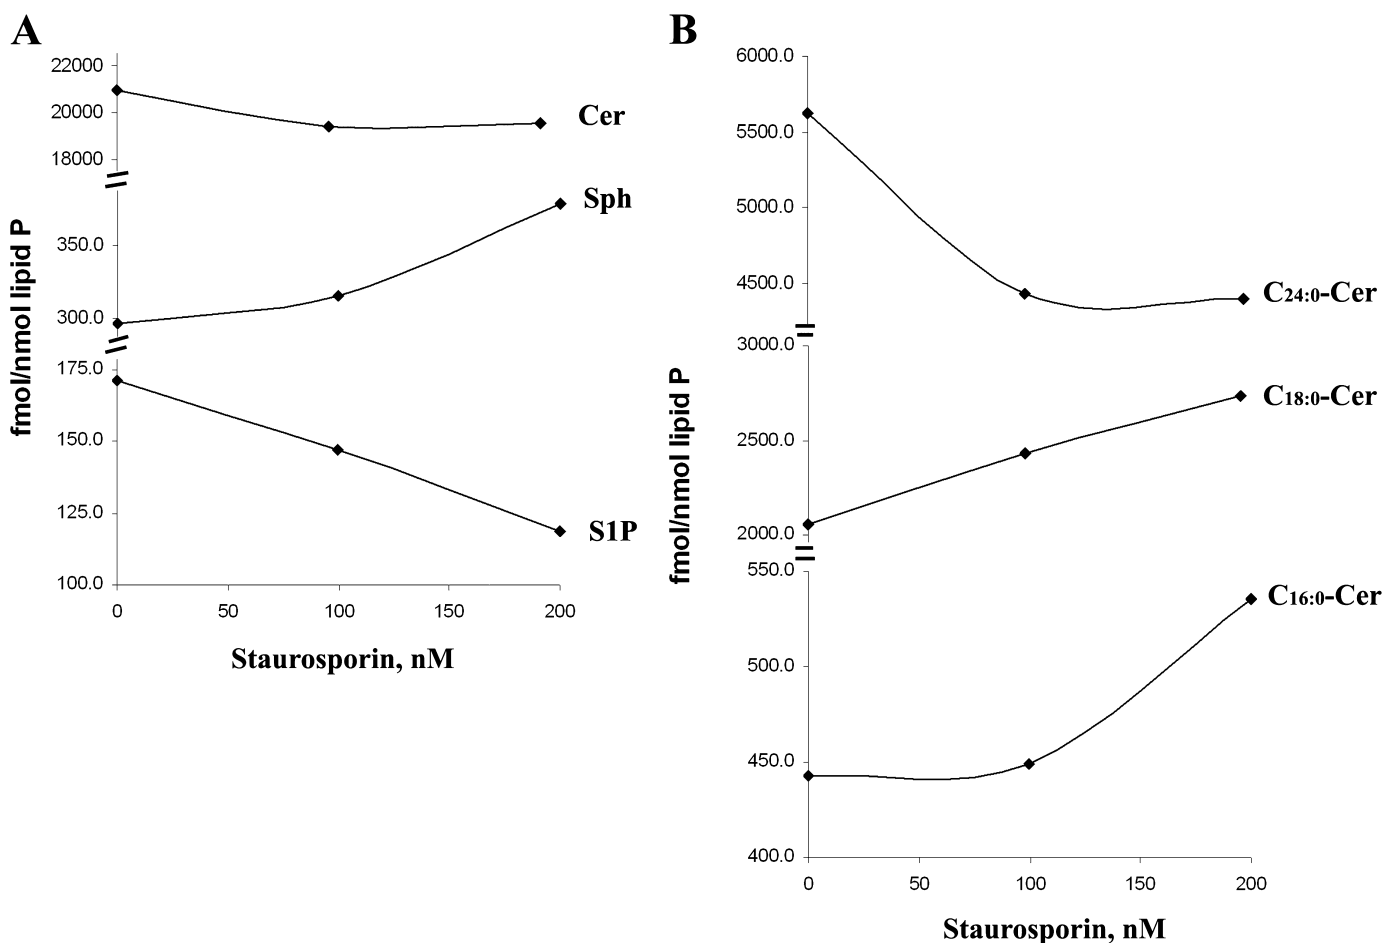 A
fmol/nmol lipid P
22000
20000
18000
350.0
300.0
175.0
150.0
125.0
100.0
Cer
Sph
S1P
0 50 100 150 200
Staurosporin, nM
B
fmol/nmol lipid P
6000.0
5500.0
5000.0
4500.0
3000.0
2500.0
2000.0
550.0
500.0
450.0
400.0
C24:0-Cer
C18:0-Cer
C16:0-Cer
0 50 100 150 200
Staurosporin, nM